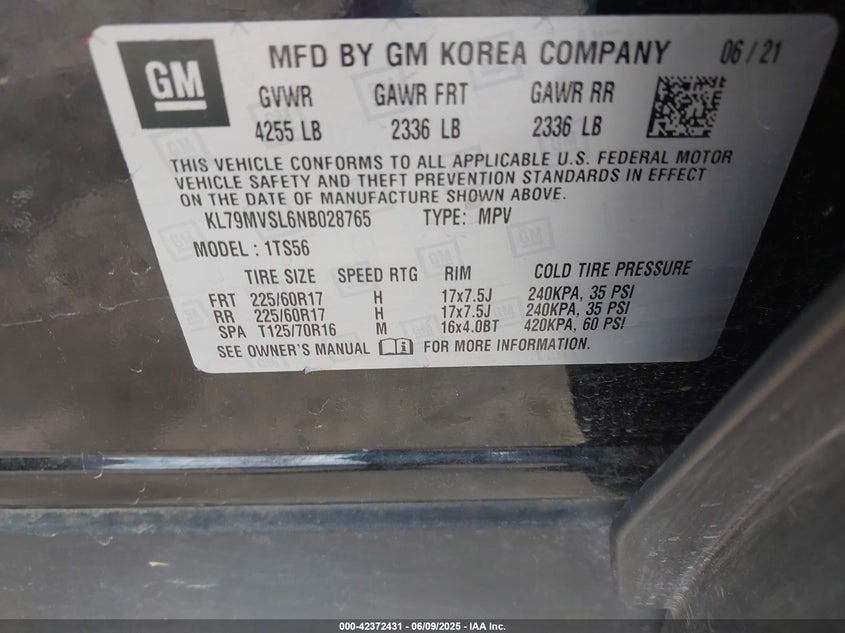 GM
MFD BY GM KOREA COMPANY 06/21
GVWR GAWR FRT GAWR RR
4255 LB 2336 LB 2336 LB
THIS VEHICLE CONFORMS TO ALL APPLICABLE U.S. FEDERAL MOTOR
VEHICLE SAFETY AND THEFT PREVENTION STANDARDS IN EFFECT
ON THE DATE OF MANUFACTURE SHOWN ABOVE.
KL79MVSL6NB028765 TYPE: MPV
MODEL: 1TS56
TIRE SIZE SPEED RTG RIM COLD TIRE PRESSURE
FRT 225/60R17 H 17x7.5J 240KPA, 35 PSI
RR 225/60R17 H 17x7.5J 240KPA, 35 PSI
SPA T125/70R16 M 16x4.0BT 420KPA, 60 PSI
SEE OWNER'S MANUAL FOR MORE INFORMATION.
000-42372431 - 06/09/2025 - IAA Inc.